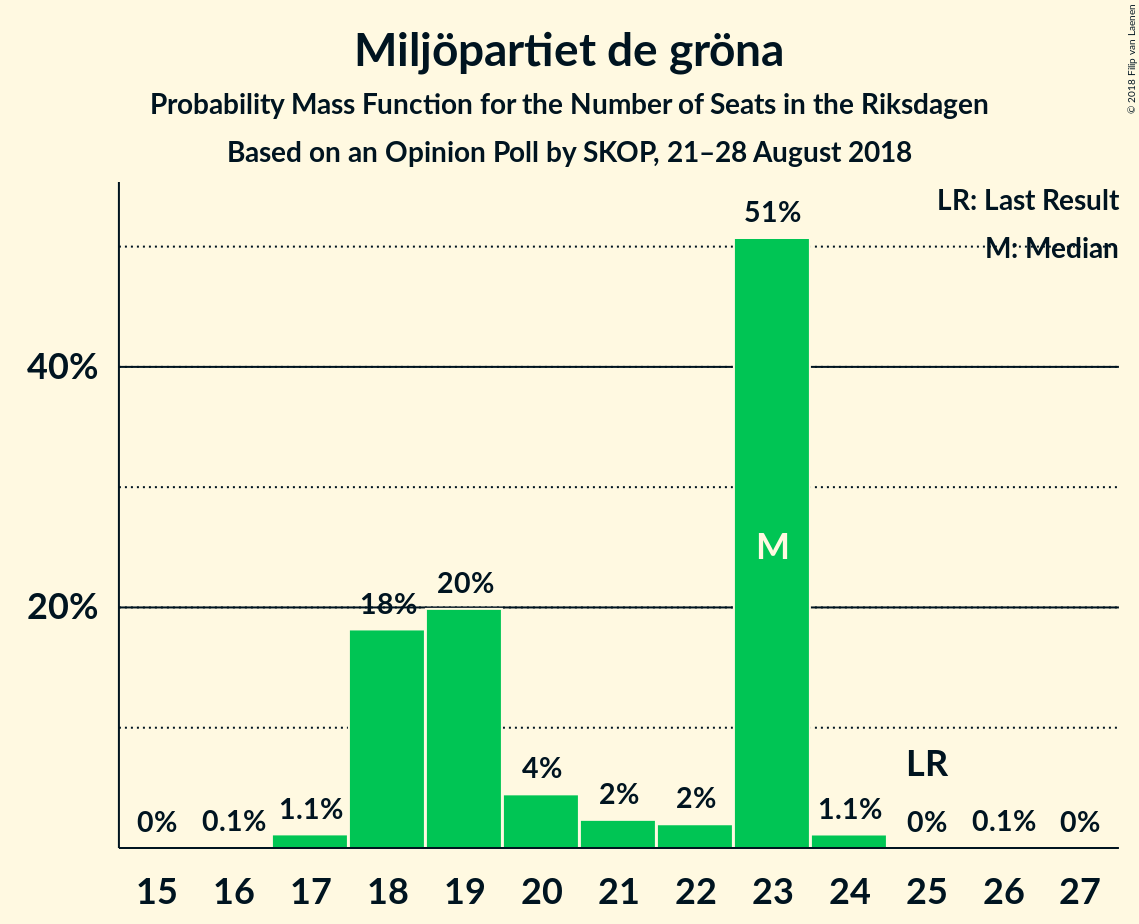 © 2018 Filip van Laenen
Miljöpartiet de gröna
Probability Mass Function for the Number of Seats in the Riksdagen
Based on an Opinion Poll by SKOP, 21–28 August 2018
LR: Last Result
M: Median
51%
40%
M
20%
18%
20%
LR
4%
2%
2%
0%
0.1%
1.1%
1.1%
0%
0.1%
0%
15 16 17 18 19 20 21 22 23 24 25 26 27